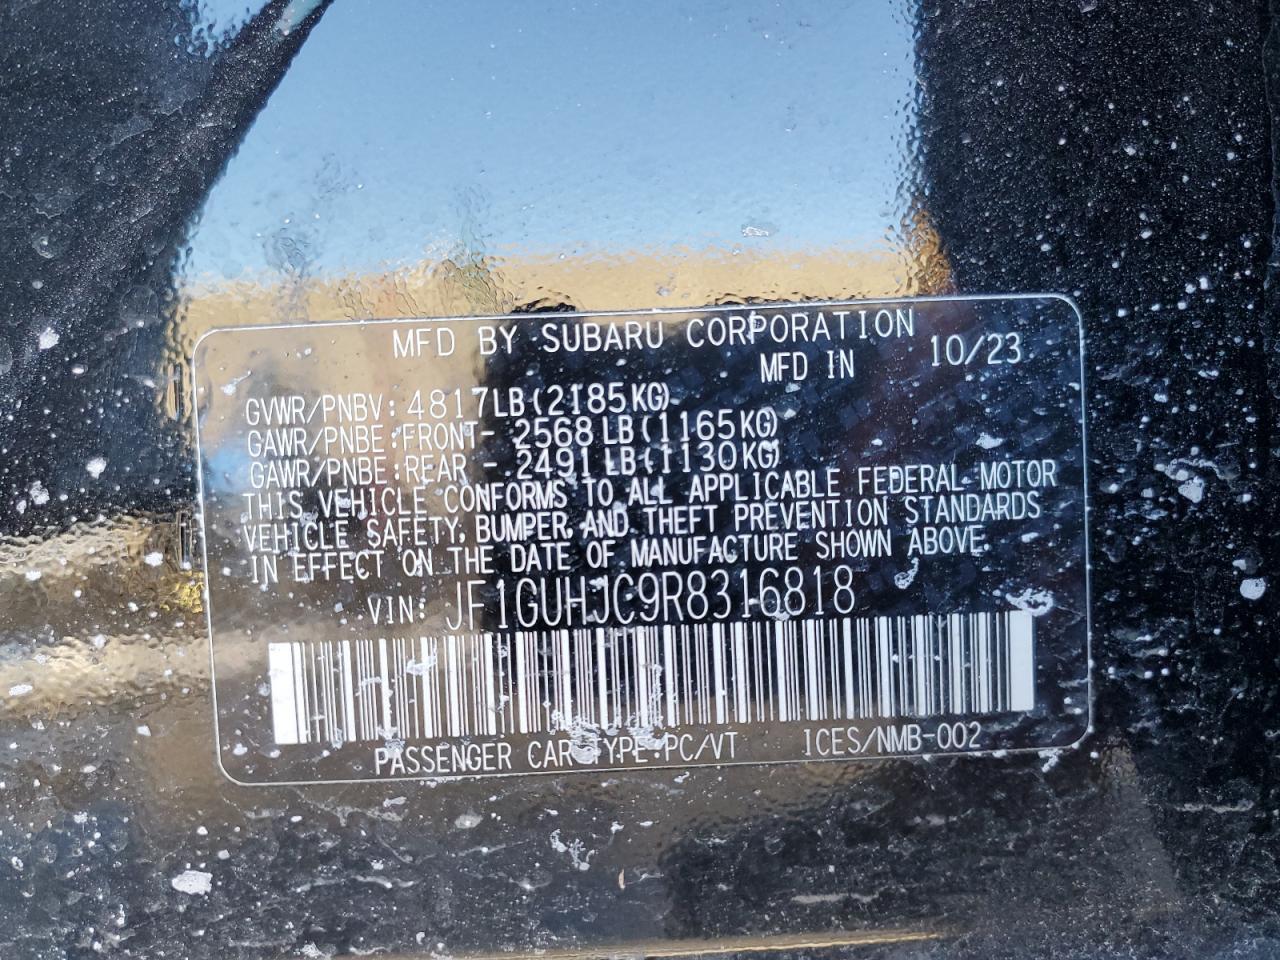 MFD BY SUBARU CORPORATION
MFD IN 10/23
GVWR/PNBV: 4817LB(2185KG)
GAWR/PNBE:FRONT- 2568LB(1165KG)
GAWR/PNBE:REAR - 2491LB(1130KG)
THIS VEHICLE CONFORMS TO ALL APPLICABLE FEDERAL MOTOR
VEHICLE SAFETY, BUMPER, AND THEFT PREVENTION STANDARDS
IN EFFECT ON THE DATE OF MANUFACTURE SHOWN ABOVE.
VIN: JF1GUHJC9R8316818
PASSENGER CAR TYPE:PC/VT ICES/NMB-002